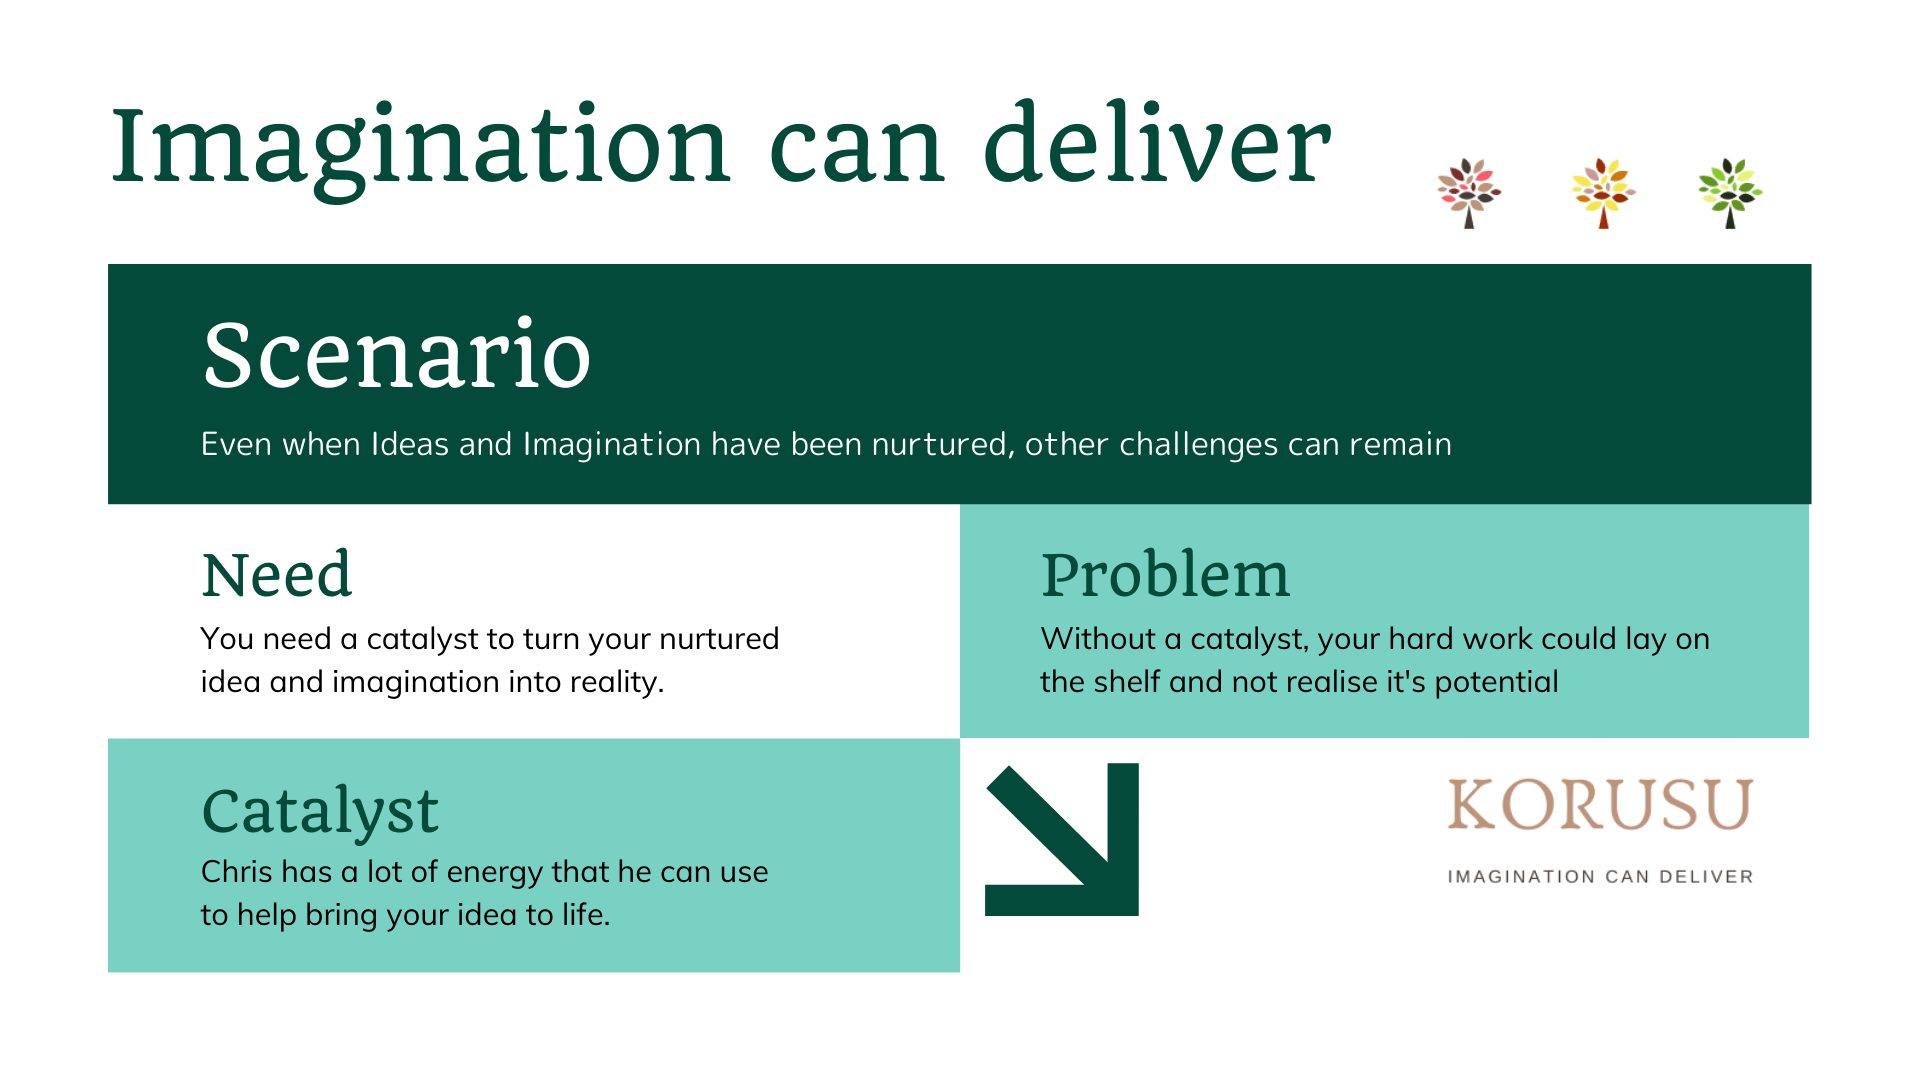 Imagination can deliver
Scenario
Even when Ideas and Imagination have been nurtured, other challenges can remain
Need
You need a catalyst to turn your nurtured
idea and imagination into reality.
Problem
Without a catalyst, your hard work could lay on
the shelf and not realise it's potential
Catalyst
Chris has a lot of energy that he can use
to help bring your idea to life.
KORUSU
IMAGINATION CAN DELIVER